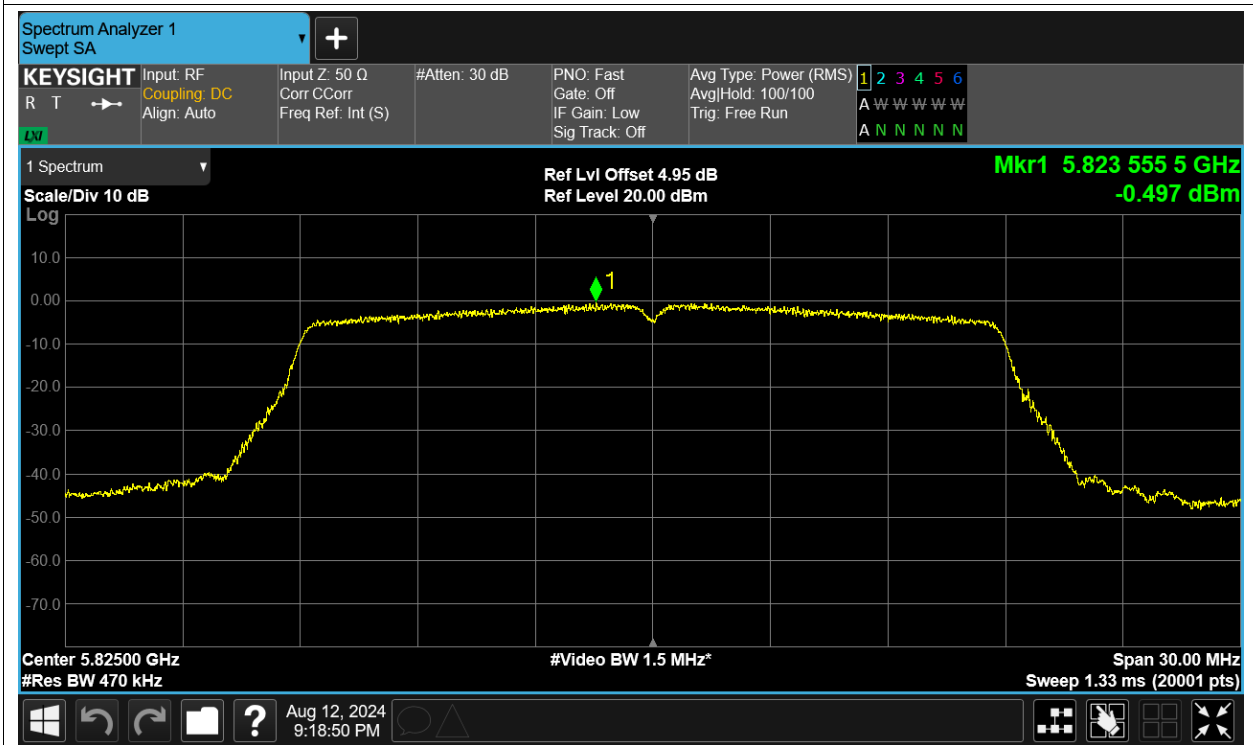 Spectrum Analyzer 1
Swept SA
KEYSIGHT
R T
LXI
Input: RF
Coupling: DC
Align: Auto
Input Z: 50 Ω
Corr CCorr
Freq Ref: Int (S)
#Atten: 30 dB
PNO: Fast
Gate: Off
IF Gain: Low
Sig Track: Off
Avg Type: Power (RMS)
Avg|Hold: 100/100
Trig: Free Run
1 2 3 4 5 6
A W W W W W
A N N N N N
1 Spectrum
Scale/Div 10 dB
Log
Ref Lvl Offset 4.95 dB
Ref Level 20.00 dBm
Mkr1 5.823 555 5 GHz
-0.497 dBm
1
10.0
0.00
-10.0
-20.0
-30.0
-40.0
-50.0
-60.0
-70.0
Center 5.82500 GHz
#Res BW 470 kHz
#Video BW 1.5 MHz*
Span 30.00 MHz
Sweep 1.33 ms (20001 pts)
?
Aug 12, 2024
9:18:50 PM